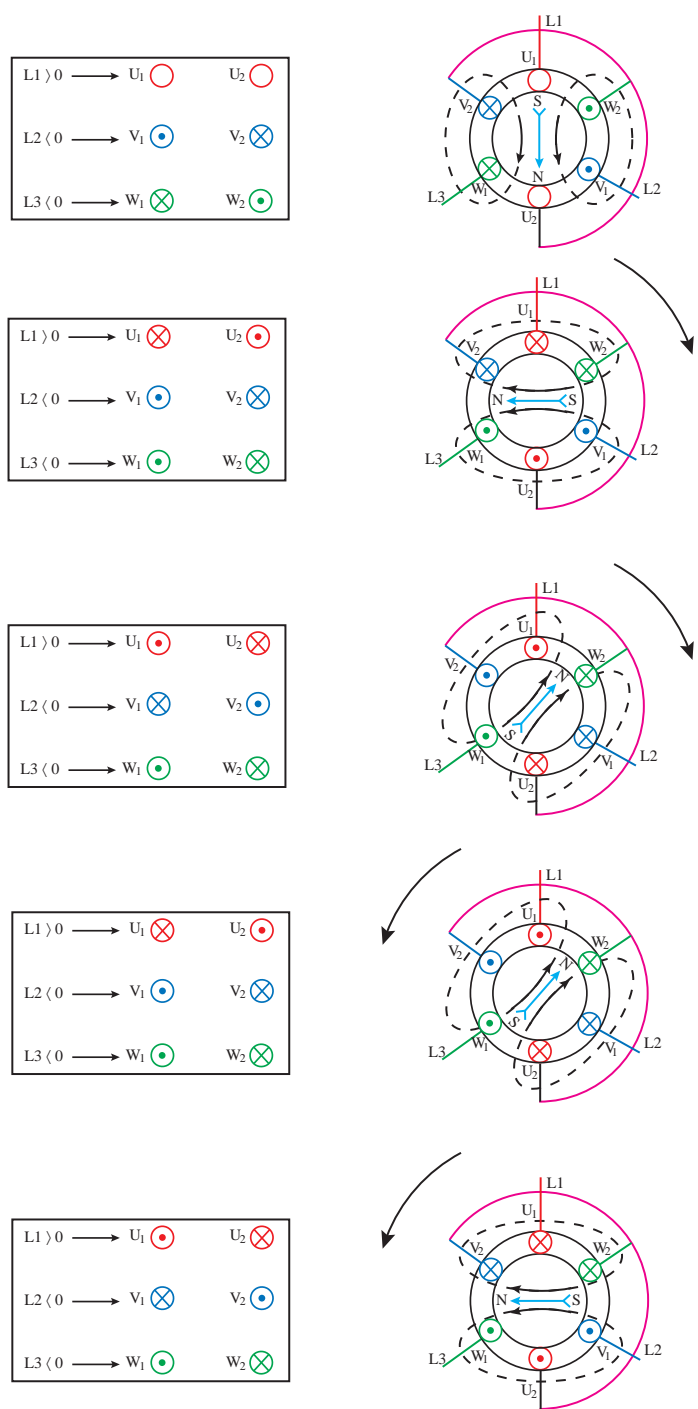 L1 〉 0 U1 U2
L2 〈 0 V1 V2
L3 〈 0 W1 W2
L1
U1
V2 W2
S
N
W1 V1
L3 L2
U2
L1 〉 0 U1 U2
L2 〈 0 V1 V2
L3 〈 0 W1 W2
L1
U1
V2 W2
N S
W1 V1
L3 L2
U2
L1 〉 0 U1 U2
L2 〈 0 V1 V2
L3 〈 0 W1 W2
L1
U1
V2 W2
N
S
W1 V1
L3 L2
U2
L1 〉 0 U1 U2
L2 〈 0 V1 V2
L3 〈 0 W1 W2
L1
U1
V2 W2
N
S
W1 V1
L3 L2
U2
L1 〉 0 U1 U2
L2 〈 0 V1 V2
L3 〈 0 W1 W2
L1
U1
V2 W2
N S
W1 V1
L3 L2
U2